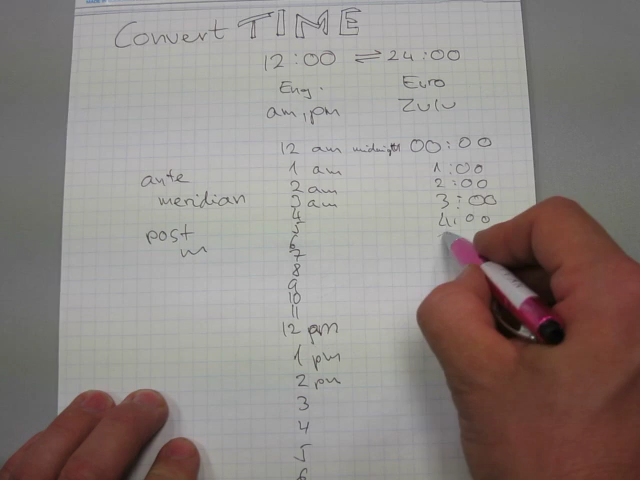 Convert TIME
12:00 ⇌ 24:00
Eng. Euro
am, pm Zulu
12 am midnight 00:00
1 am 1:00
ante 2 am 2:00
meridian 3 am 3:00
4 4:00
post 5
m 6
7
8
9
10
11
12 pm
1 pm
2 pm
3
4
5
6